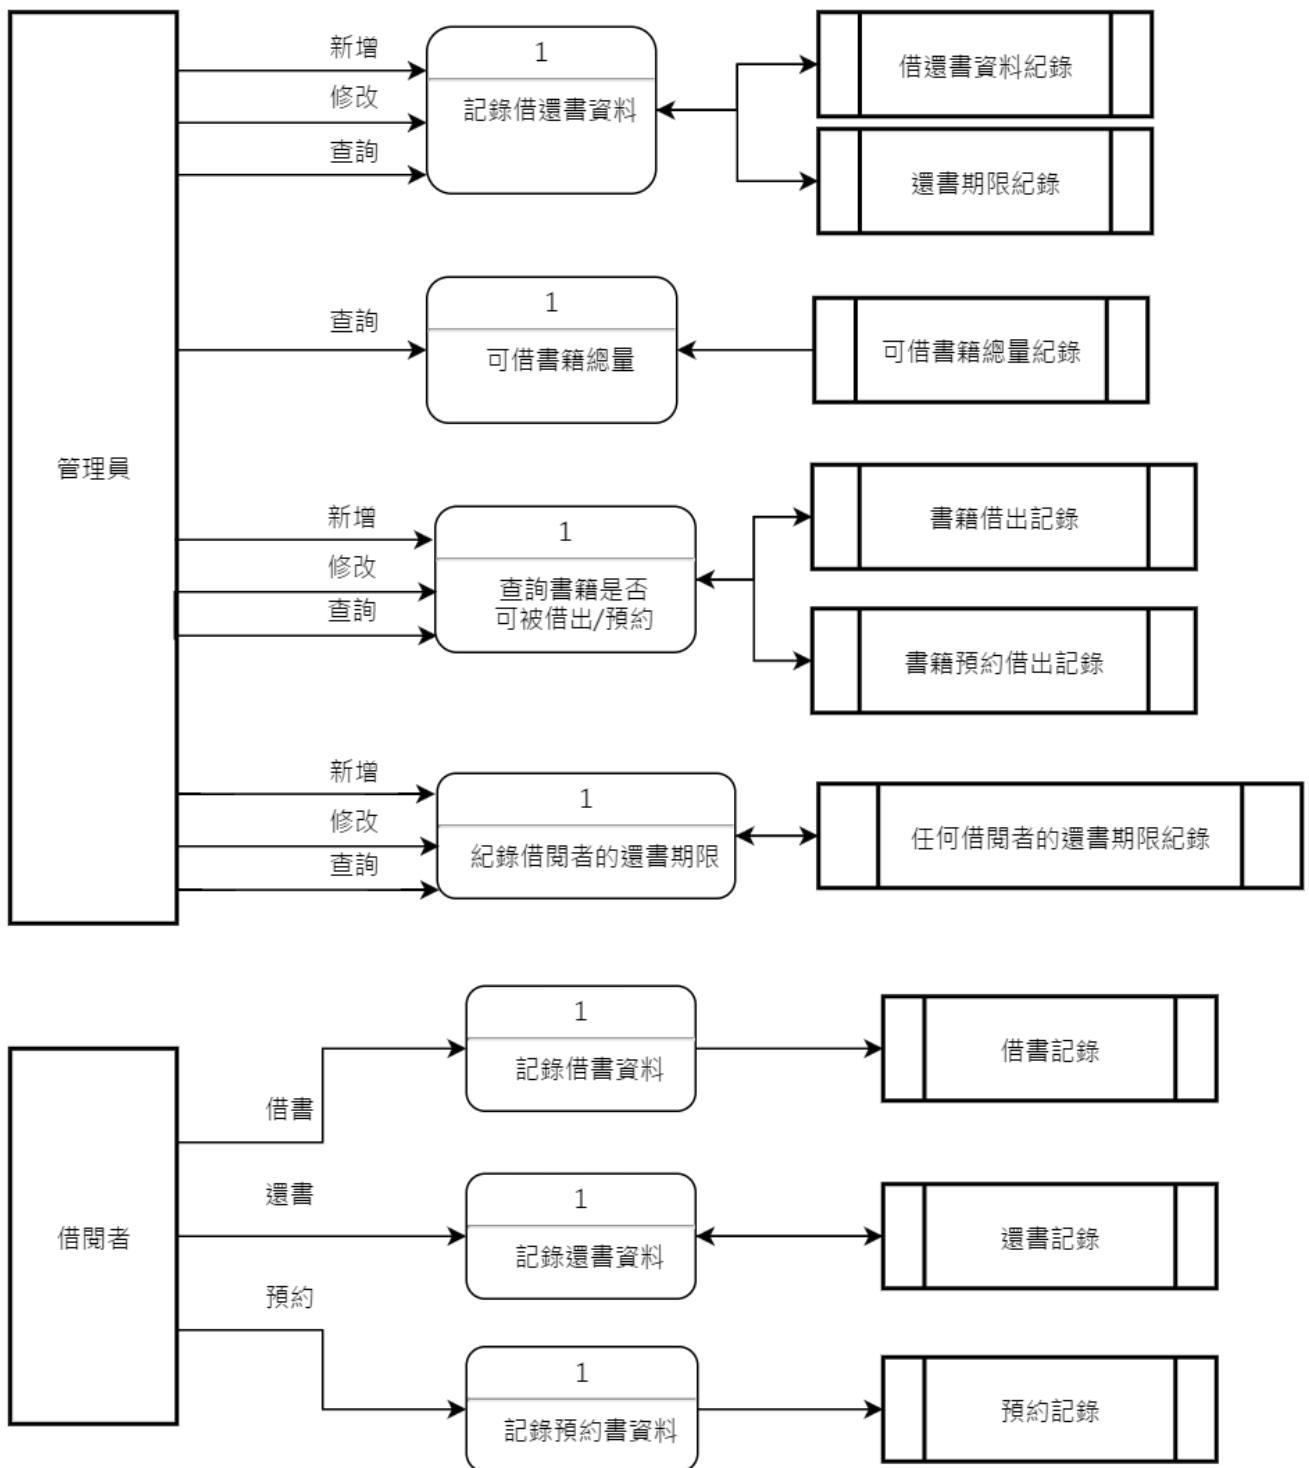 新增
修改
查詢
1
記錄借還書資料
借還書資料紀錄
還書期限紀錄
查詢
1
可借書籍總量
可借書籍總量紀錄
管理員
新增
修改
查詢
1
查詢書籍是否
可被借出/預約
書籍借出記錄
書籍預約借出記錄
新增
修改
查詢
1
紀錄借閱者的還書期限
任何借閱者的還書期限紀錄
借閱者
借書
1
記錄借書資料
借書記錄
還書
1
記錄還書資料
還書記錄
預約
1
記錄預約書資料
預約記錄